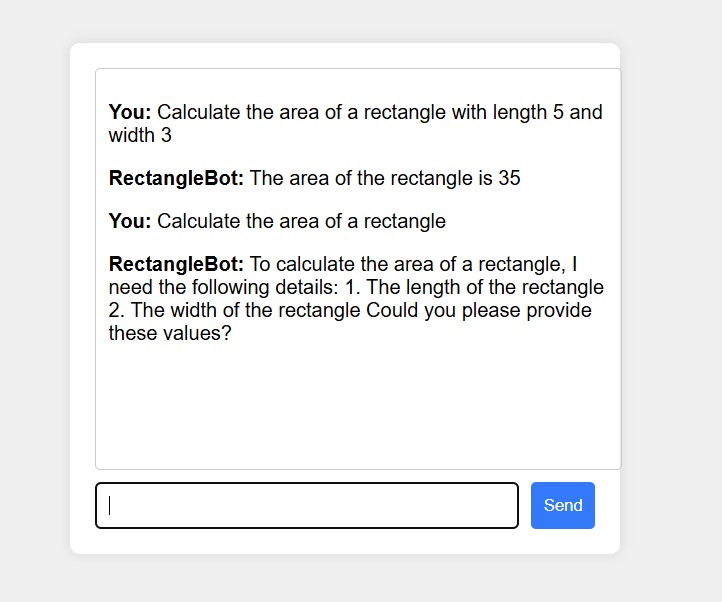 You: Calculate the area of a rectangle with length 5 and
width 3
RectangleBot: The area of the rectangle is 35
You: Calculate the area of a rectangle
RectangleBot: To calculate the area of a rectangle, I
need the following details: 1. The length of the rectangle
2. The width of the rectangle Could you please provide
these values?
Send